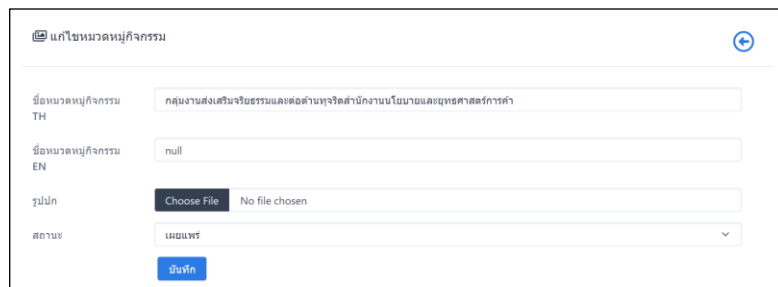 แก้ไขหมวดหมู่กิจกรรม
ชื่อหมวดหมู่กิจกรรม
TH
กลุ่มงานส่งเสริมจริยธรรมและต่อต้านทุจริตสำนักงานนโยบายและยุทธศาสตร์การค้า
ชื่อหมวดหมู่กิจกรรม
EN
null
รูปปก
Choose File No file chosen
สถานะ
เผยแพร่
บันทึก